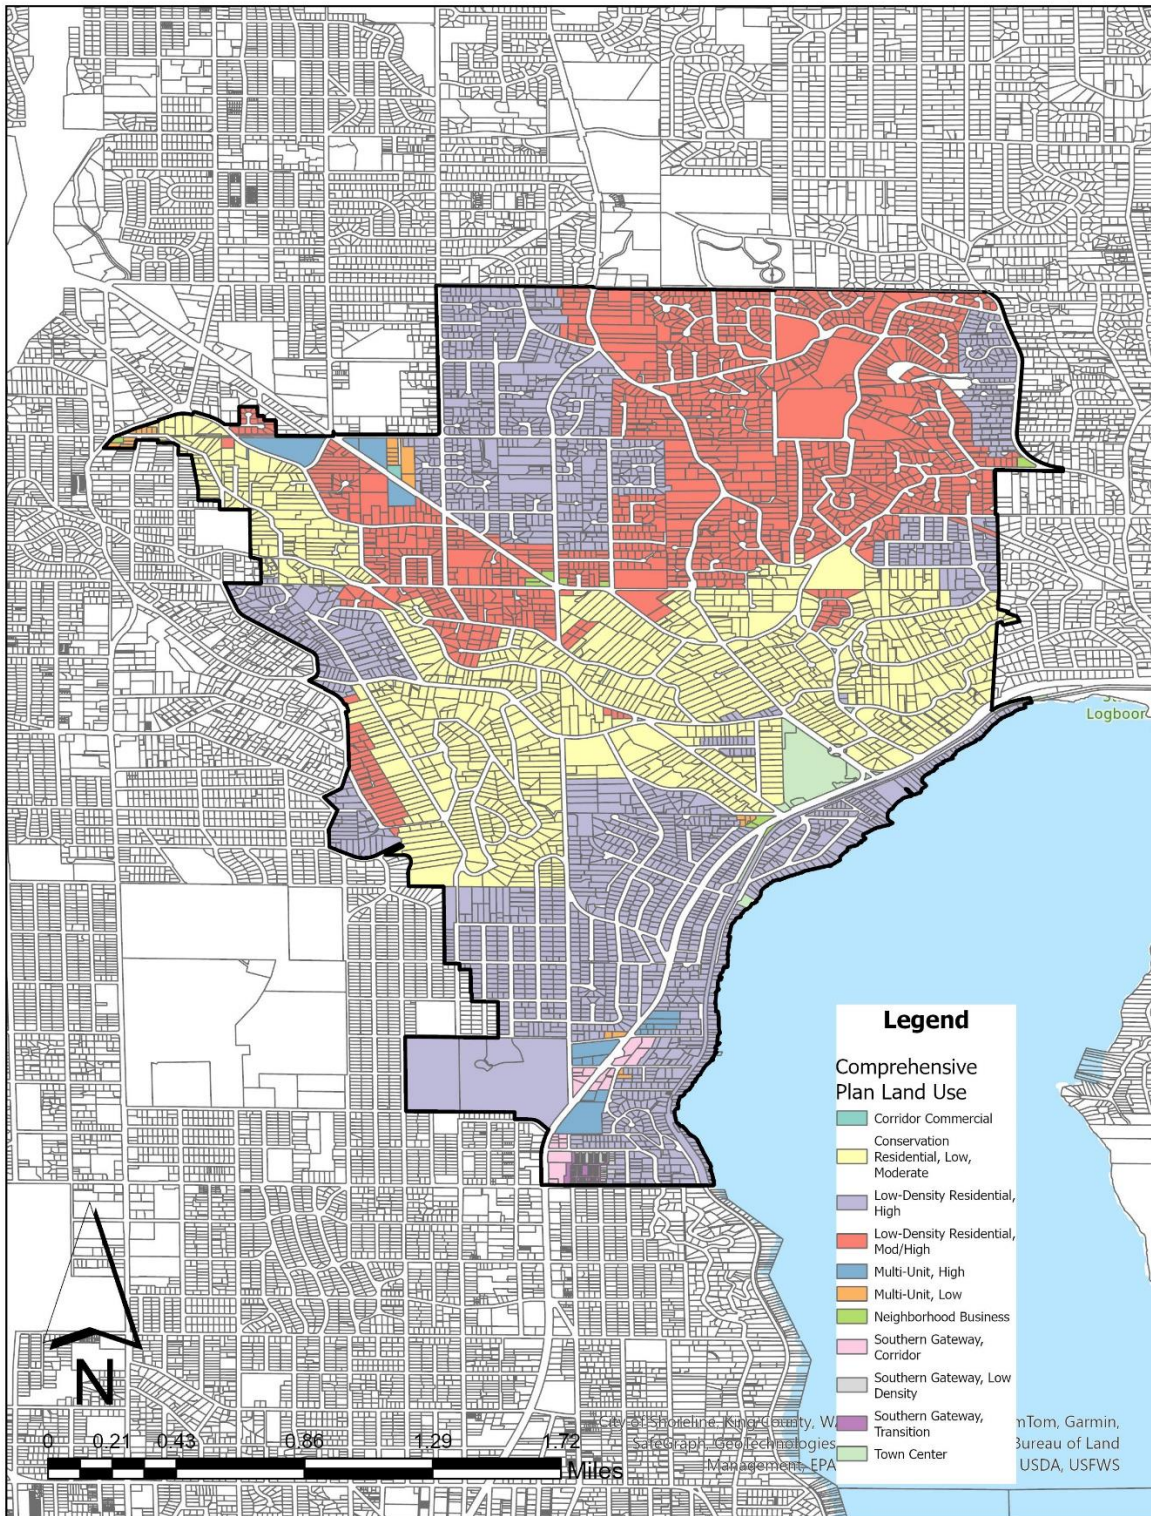 St.
Logboom
Legend
Comprehensive
Plan Land Use
Corridor Commercial
Conservation
Residential, Low,
Moderate
Low-Density Residential,
High
Low-Density Residential,
Mod/High
Multi-Unit, High
Multi-Unit, Low
Neighborhood Business
Southern Gateway,
Corridor
Southern Gateway, Low
Density
Southern Gateway,
Transition
Town Center
N
0 0.21 0.43 0.86 1.29 1.72
Miles
City of Shoreline, King County, WA mTom, Garmin,
SafeGraph, GeoTechnologies Bureau of Land
Management, EPA USDA, USFWS